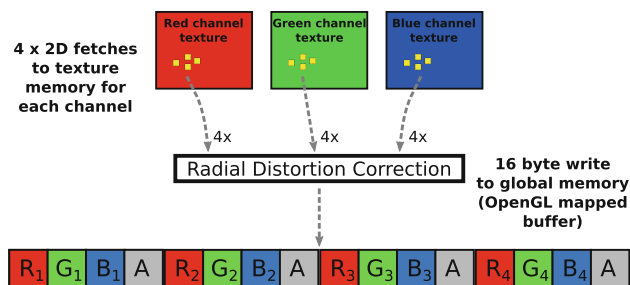 Red channel
texture
Green channel
texture
Blue channel
texture
4 x 2D fetches
to texture
memory for
each channel
4x
4x
4x
Radial Distortion Correction
16 byte write
to global memory
(OpenGL mapped
buffer)
R1 G1 B1 A R2 G2 B2 A R3 G3 B3 A R4 G4 B4 A